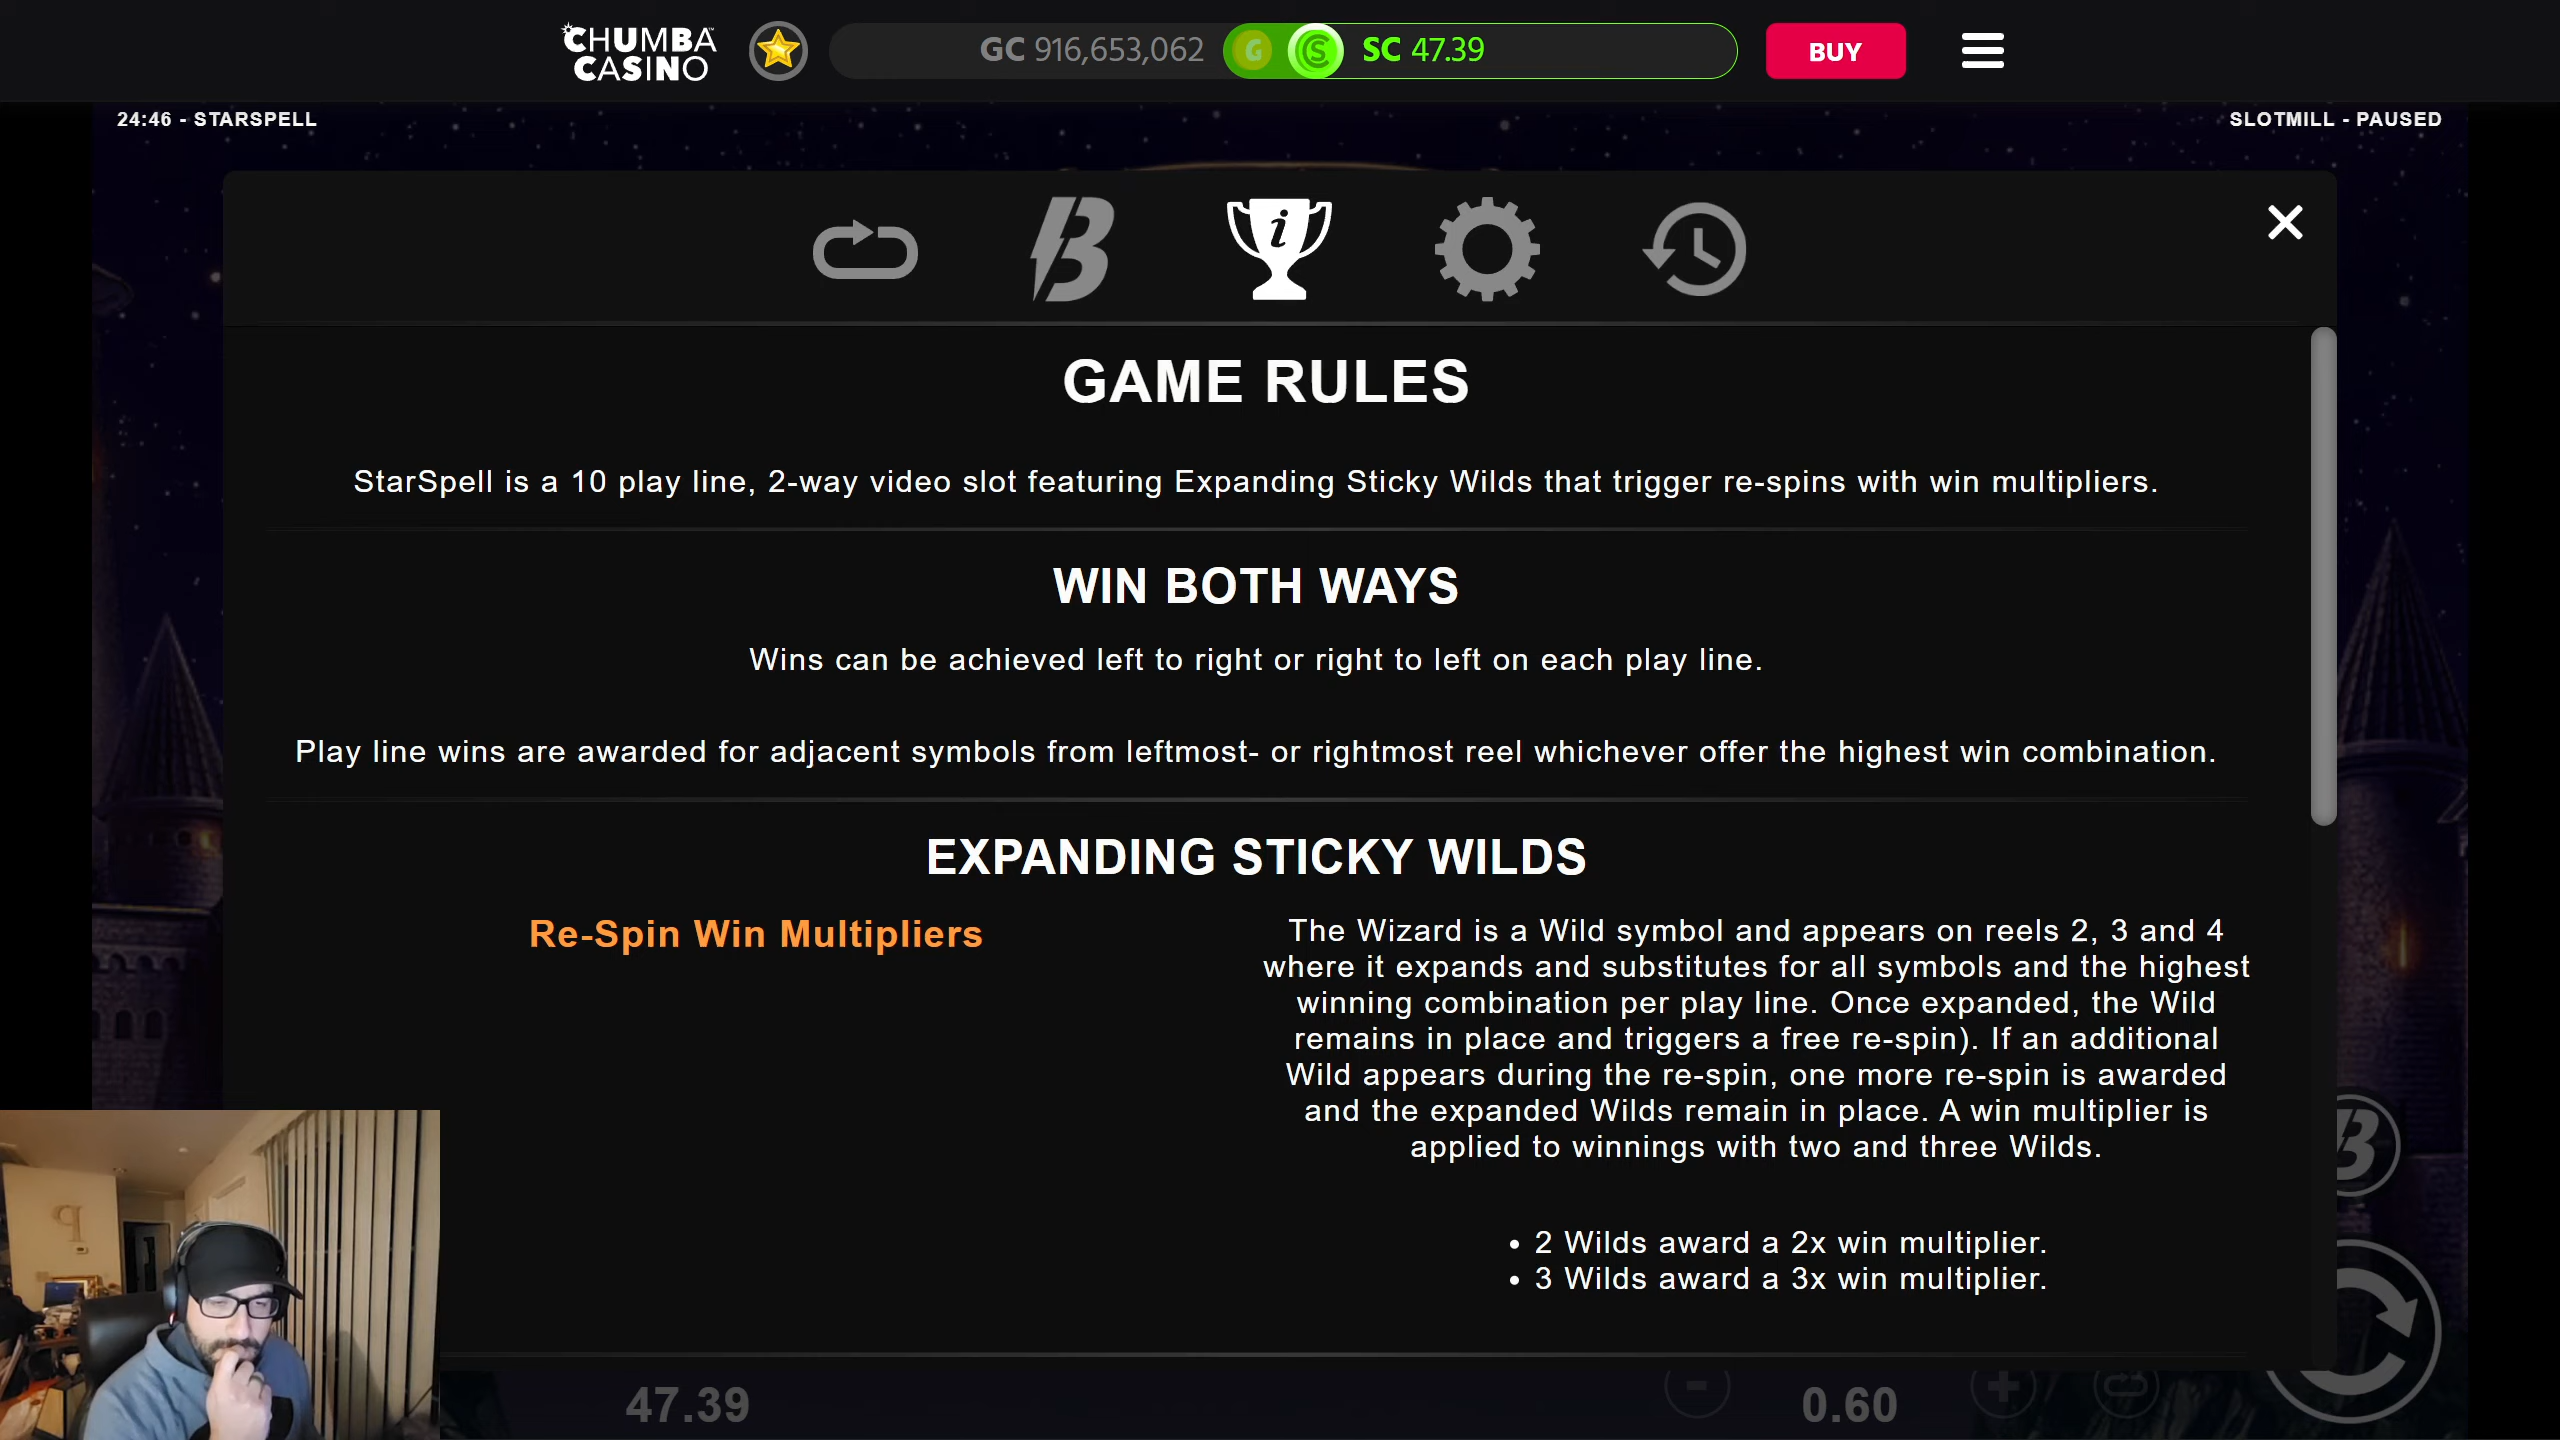 CHUMBA
CASINO
GC 916,653,062
G
S
SC 47.39
BUY
24:46 - STARSPELL
SLOTMILL - PAUSED
B
i
GAME RULES
StarSpell is a 10 play line, 2-way video slot featuring Expanding Sticky Wilds that trigger re-spins with win multipliers.
WIN BOTH WAYS
Wins can be achieved left to right or right to left on each play line.
Play line wins are awarded for adjacent symbols from leftmost- or rightmost reel whichever offer the highest win combination.
EXPANDING STICKY WILDS
Re-Spin Win Multipliers
The Wizard is a Wild symbol and appears on reels 2, 3 and 4
where it expands and substitutes for all symbols and the highest
winning combination per play line. Once expanded, the Wild
remains in place and triggers a free re-spin). If an additional
Wild appears during the re-spin, one more re-spin is awarded
and the expanded Wilds remain in place. A win multiplier is
applied to winnings with two and three Wilds.
• 2 Wilds award a 2x win multiplier.
• 3 Wilds award a 3x win multiplier.
B
P
47.39
-
0.60
+